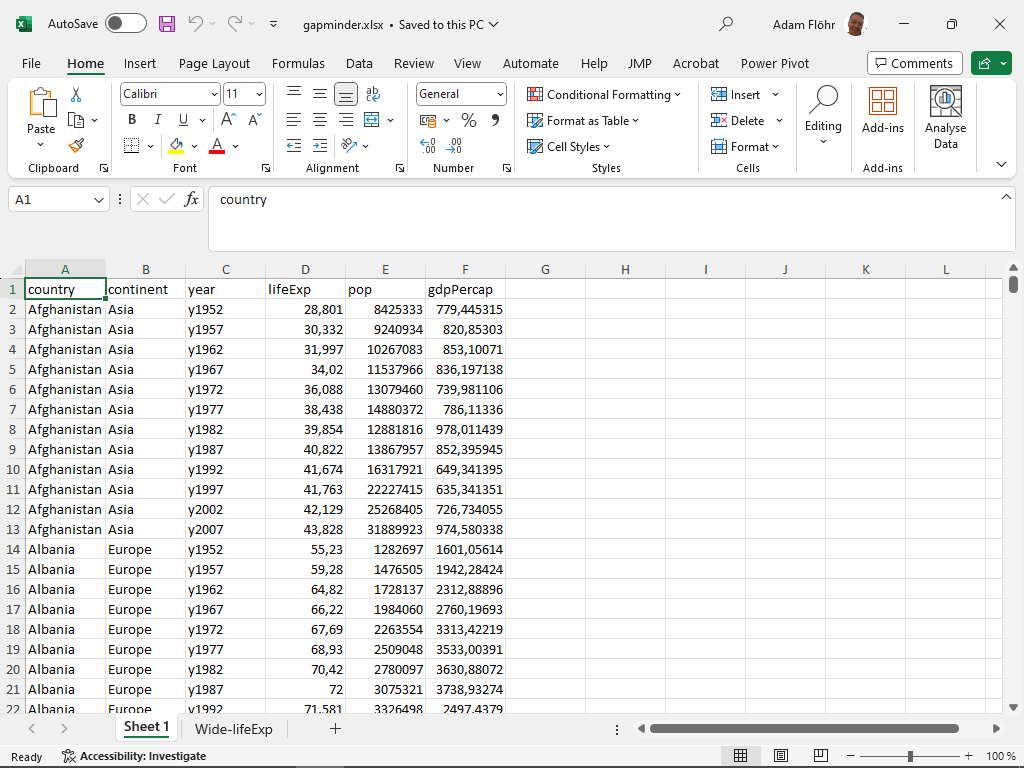 AutoSave gapminder.xlsx • Saved to this PC Adam Flöhr
File Home Insert Page Layout Formulas Data Review View Automate Help JMP Acrobat Power Pivot Comments
Calibri 11 General Conditional Formatting Insert
Paste B I U A A ab c % Format as Table Delete Editing Add-ins Analyse Data
A Cell Styles Format
Clipboard Font Alignment Number Styles Cells Add-ins
A1 fx country
A B C D E F G H I J K L
1 country continent year lifeExp pop gdpPercap
2 Afghanistan Asia y1952 28,801 8425333 779,445315
3 Afghanistan Asia y1957 30,332 9240934 820,85303
4 Afghanistan Asia y1962 31,997 10267083 853,10071
5 Afghanistan Asia y1967 34,02 11537966 836,197138
6 Afghanistan Asia y1972 36,088 13079460 739,981106
7 Afghanistan Asia y1977 38,438 14880372 786,11336
8 Afghanistan Asia y1982 39,854 12881816 978,011439
9 Afghanistan Asia y1987 40,822 13867957 852,395945
10 Afghanistan Asia y1992 41,674 16317921 649,341395
11 Afghanistan Asia y1997 41,763 22227415 635,341351
12 Afghanistan Asia y2002 42,129 25268405 726,734055
13 Afghanistan Asia y2007 43,828 31889923 974,580338
14 Albania Europe y1952 55,23 1282697 1601,05614
15 Albania Europe y1957 59,28 1476505 1942,28424
16 Albania Europe y1962 64,82 1728137 2312,88896
17 Albania Europe y1967 66,22 1984060 2760,19693
18 Albania Europe y1972 67,69 2263554 3313,42219
19 Albania Europe y1977 68,93 2509048 3533,00391
20 Albania Europe y1982 70,42 2780097 3630,88072
21 Albania Europe y1987 72 3075321 3738,93274
22 Albania Europe y1992 71,581 3326498 2497,4379
Sheet 1 Wide-lifeExp
Ready Accessibility: Investigate 100 %